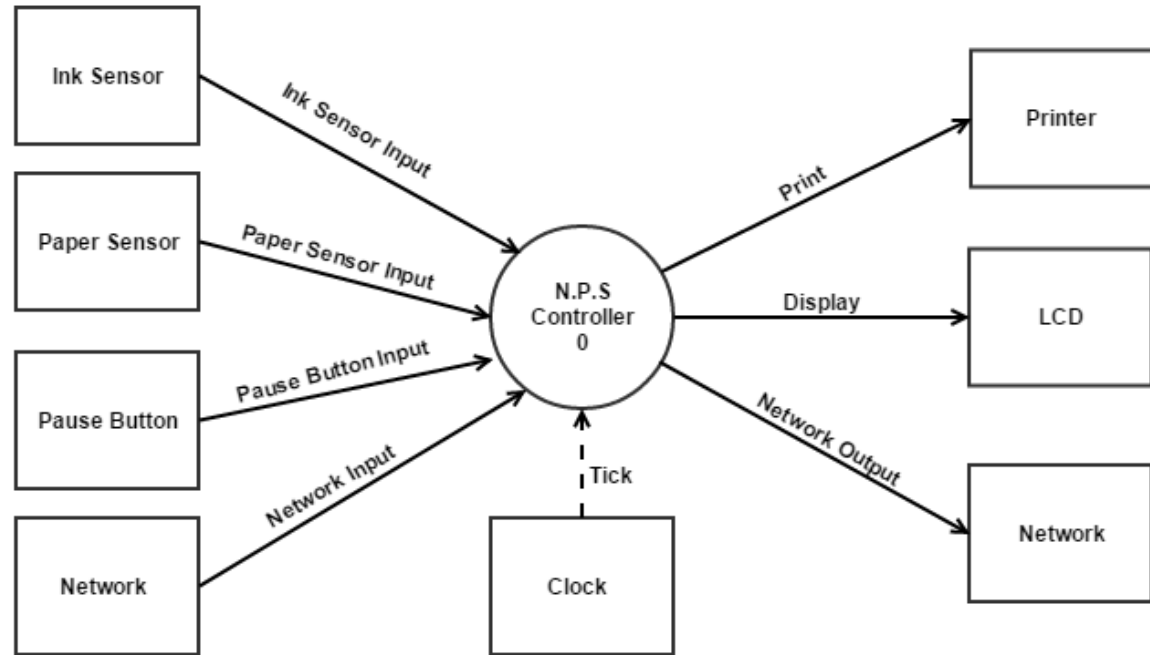 Ink Sensor
Ink Sensor Input
Paper Sensor
Paper Sensor Input
Pause Button
Pause Button Input
Network
Network Input
N.P.S
Controller
0
Tick
Clock
Print
Printer
Display
LCD
Network Output
Network